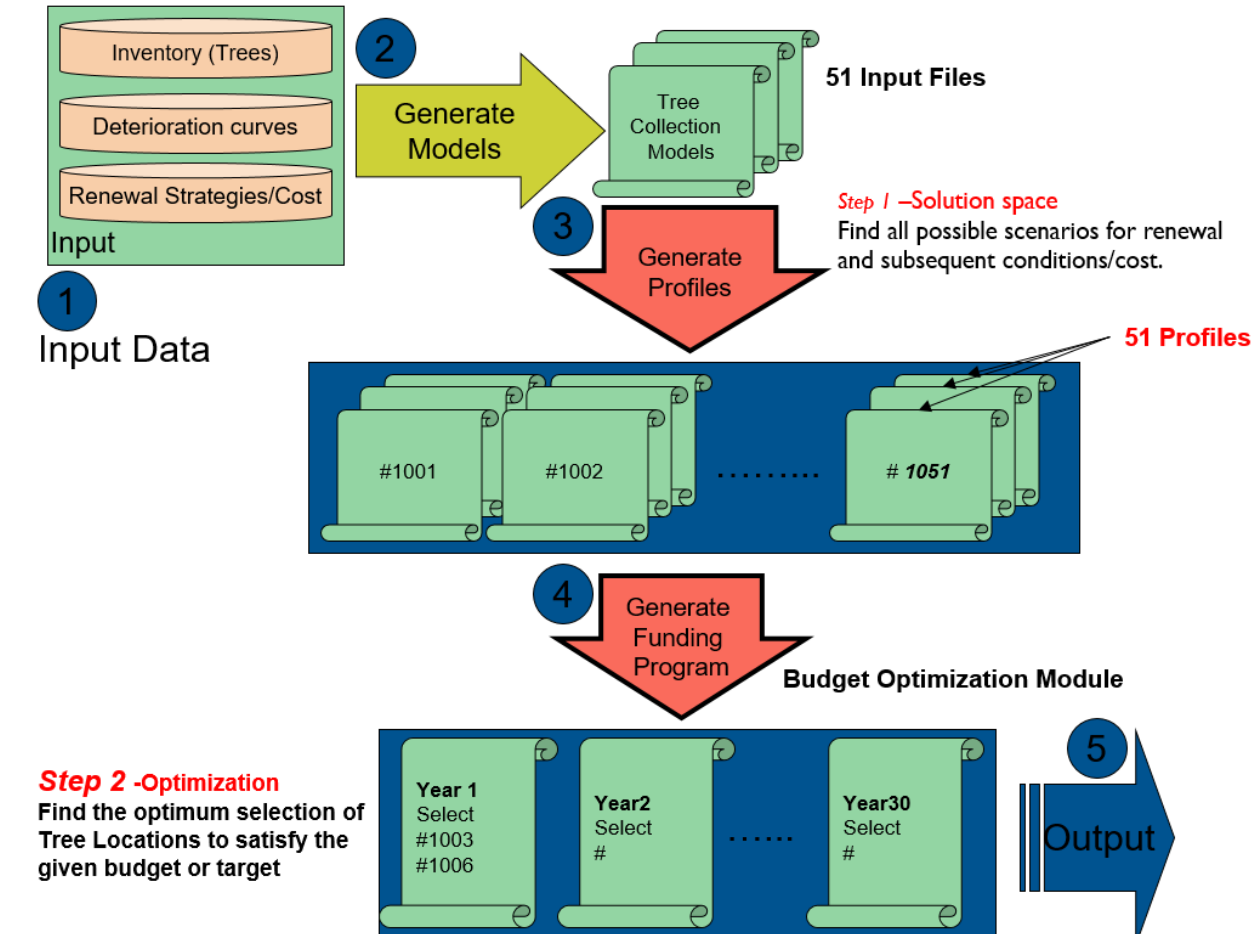 Inventory (Trees)
Deterioration curves
Renewal Strategies/Cost
Input
1
Input Data
2
Generate
Models
Tree
Collection
Models
51 Input Files
3
Generate
Profiles
Step 1 –Solution space
Find all possible scenarios for renewal
and subsequent conditions/cost.
51 Profiles
#1001
#1002
.........
# 1051
4
Generate
Funding
Program
Budget Optimization Module
Step 2 -Optimization
Find the optimum selection of
Tree Locations to satisfy the
given budget or target
Year 1
Select
#1003
#1006
Year2
Select
#
......
Year30
Select
#
5
Output